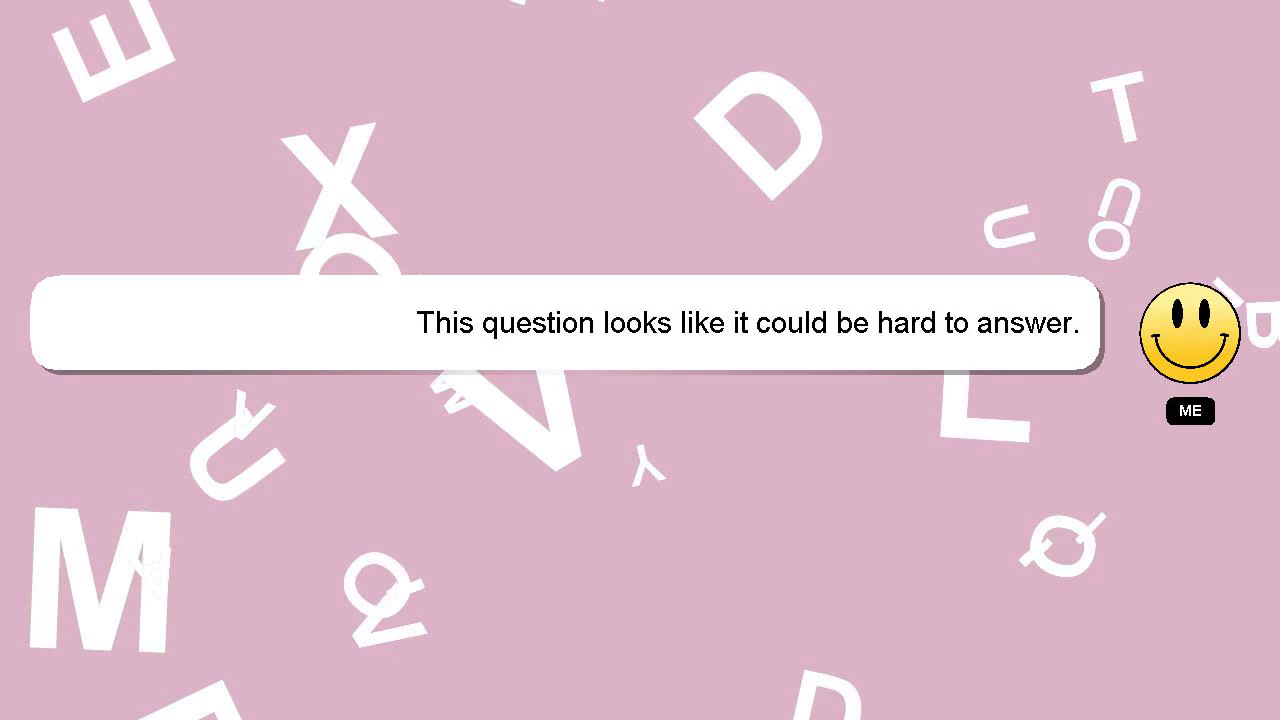 This question looks like it could be hard to answer.
ME
E
X
D
T
U
U
O
B
V
L
Y
U
Y
M
Q
D